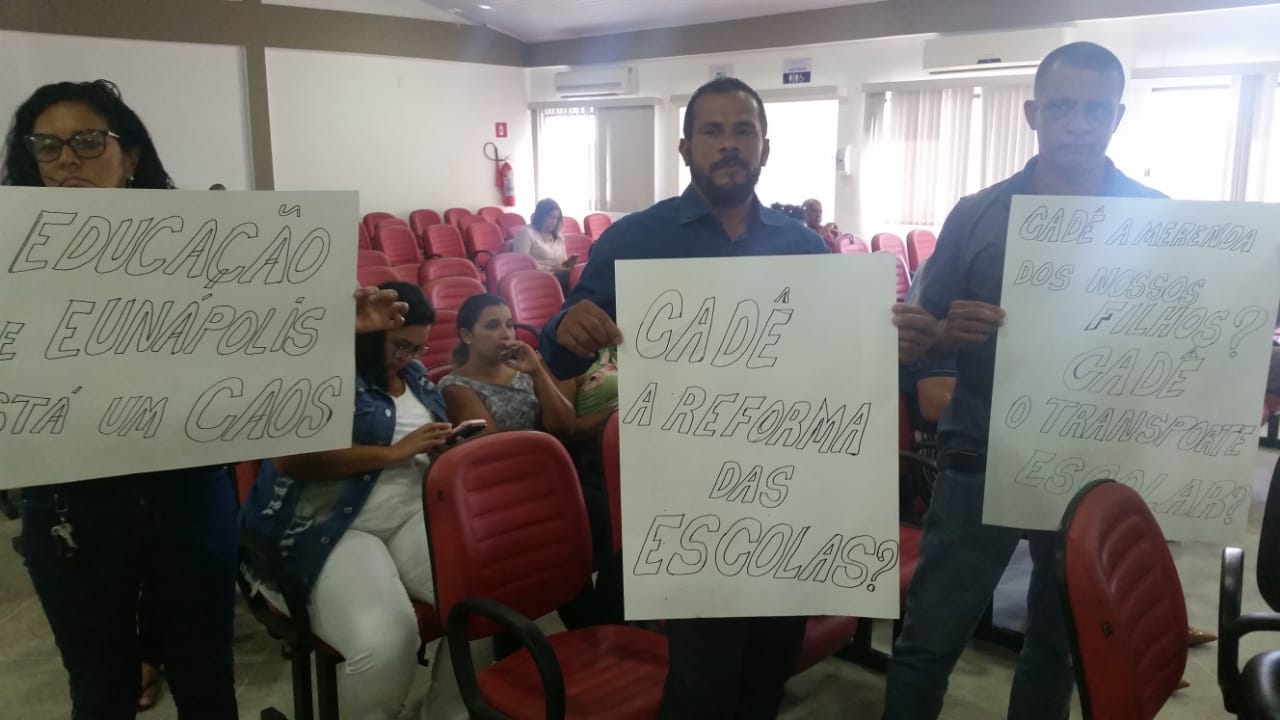 EDUCAÇÃO
E EUNÁPOLIS
STÁ UM CAOS
CADÊ
A REFORMA
DAS
ESCOLAS?
CADÊ A MERENDA
DOS NOSSOS
FILHOS?
CADÊ
O TRANSPORTE
ESCOLAR?